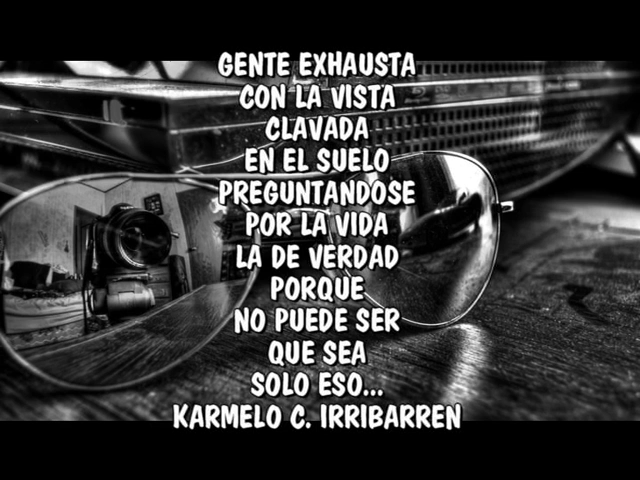 GENTE EXHAUSTA
CON LA VISTA
CLAVADA
EN EL SUELO
PREGUNTANDOSE
POR LA VIDA
LA DE VERDAD
PORQUE
NO PUEDE SER
QUE SEA
SOLO ESO...
KARMELO C. IRRIBARREN